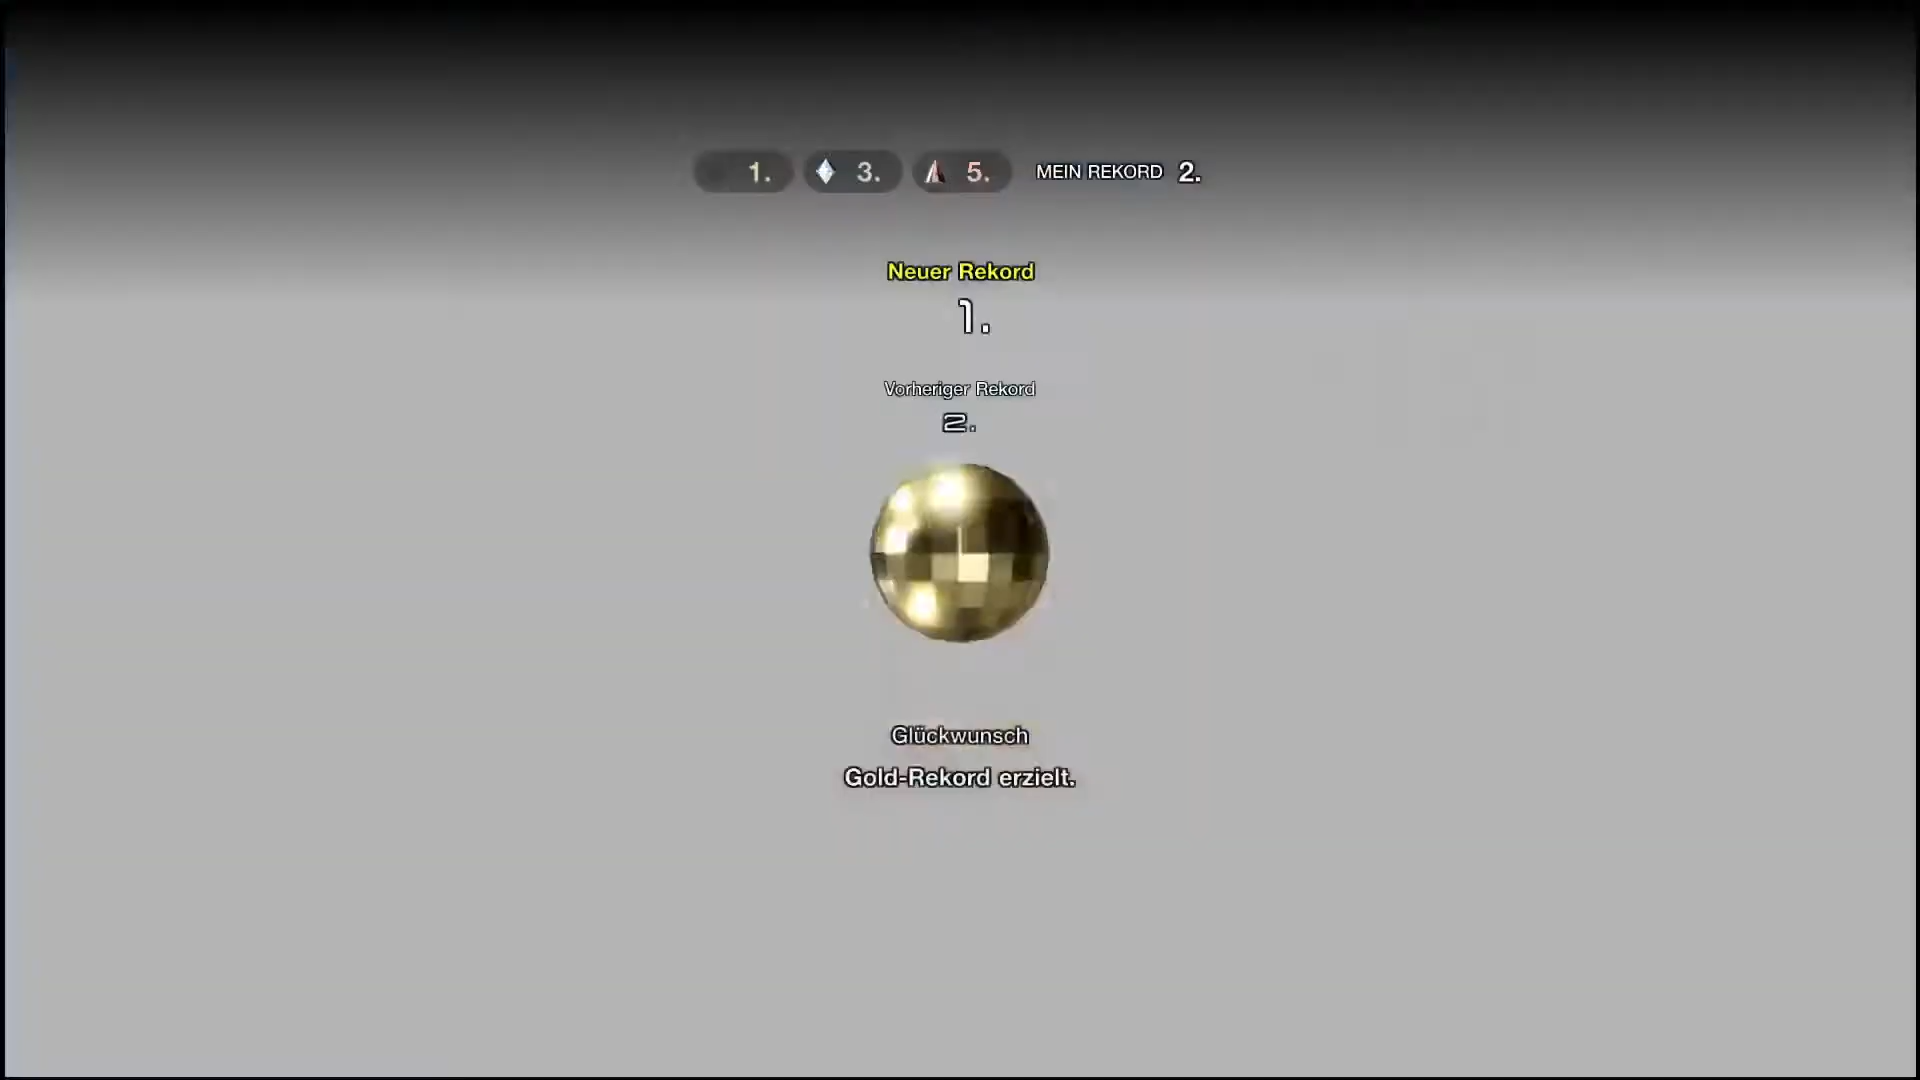 1. 3. 5. MEIN REKORD 2.
Neuer Rekord
1.
Vorheriger Rekord
2.
Glückwunsch
Gold-Rekord erzielt.